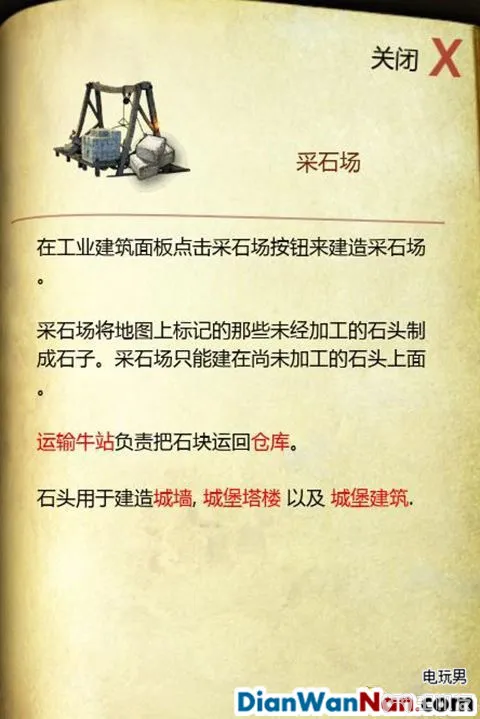 关闭 X
采石场
在工业建筑面板点击采石场按钮来建造采石场
。
采石场将地图上标记的那些未经加工的石头制
成石子。采石场只能建在尚未加工的石头上面
。
运输牛站负责把石块运回仓库。
石头用于建造城墙, 城堡塔楼 以及 城堡建筑.
电玩男
DianWanNan.com